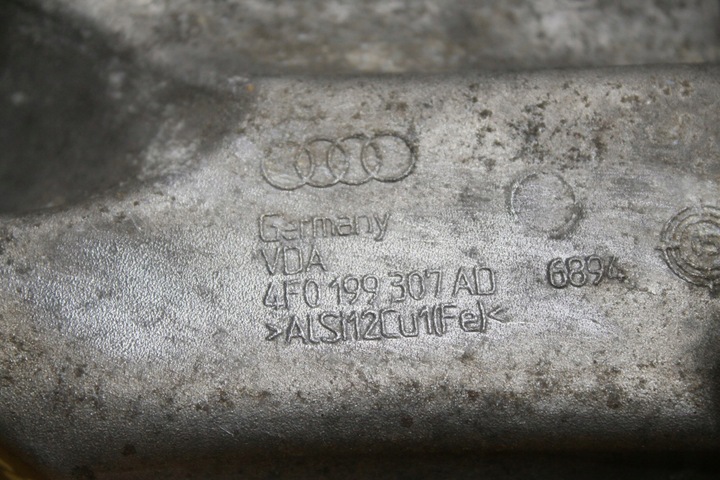 Germany
VDA
4F0 199 307 AD 6894
>AlSi12Cu1(Fe)<